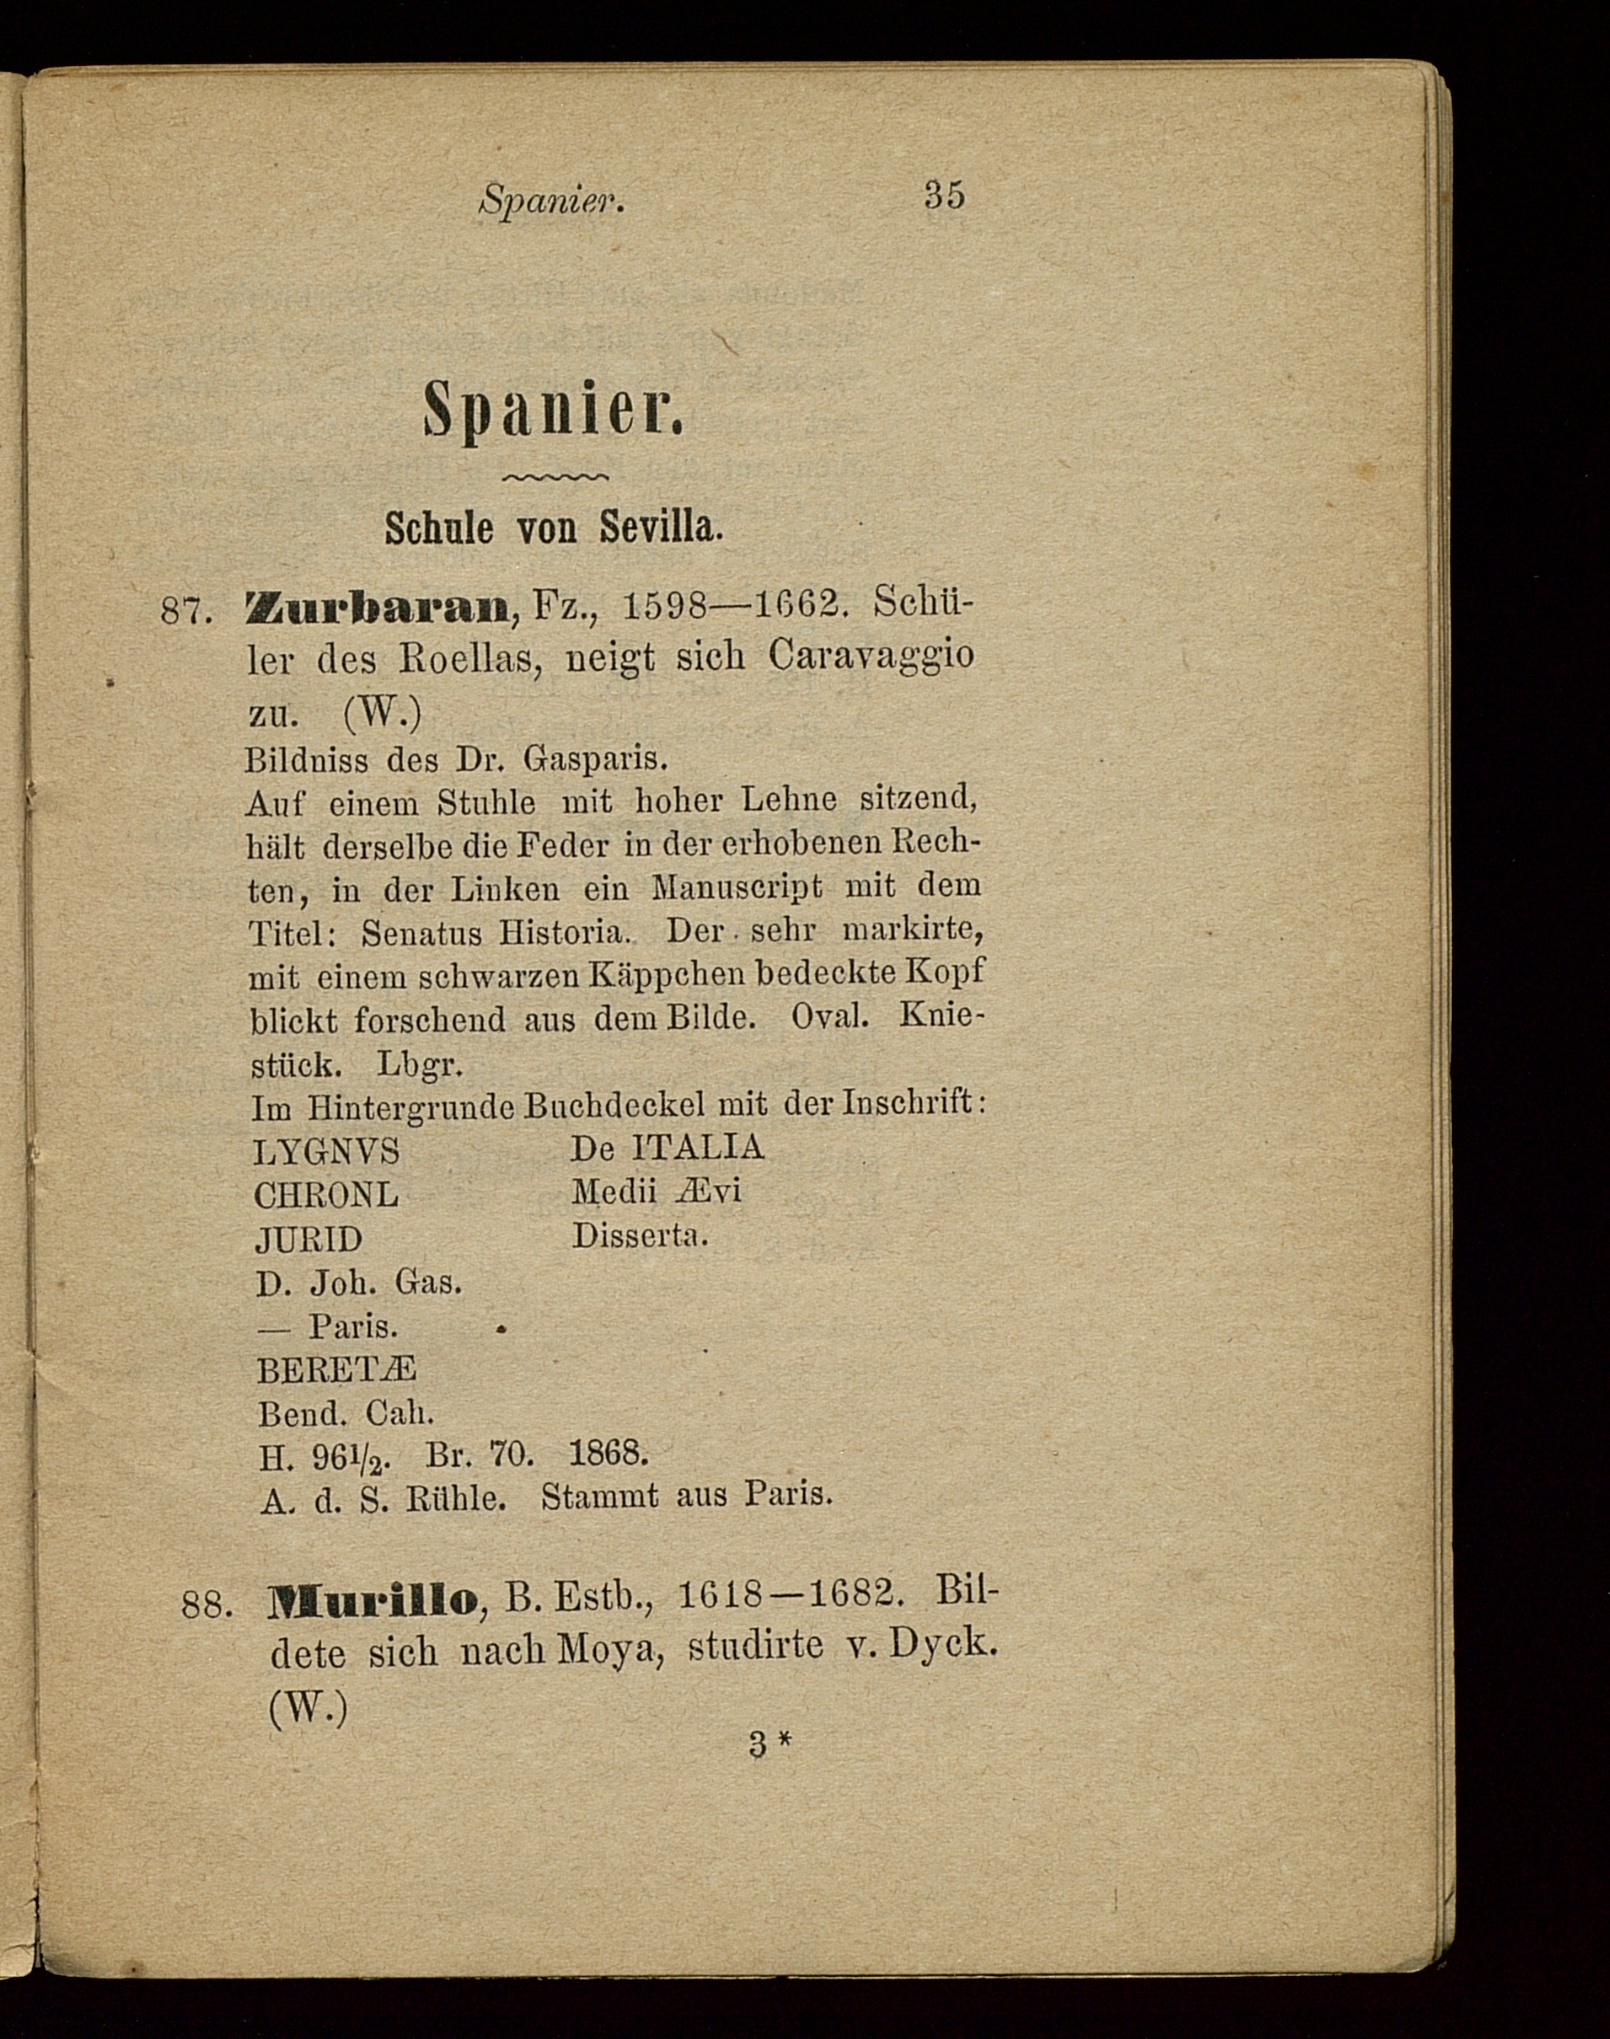 Spanier. 35
Spanier.
Schule von Sevilla.
87. Zurbaran, Fz., 1598—1662. Schü-
ler des Roellas, neigt sich Caravaggio
zu. (W.)
Bildniss des Dr. Gasparis.
Auf einem Stuhle mit hoher Lehne sitzend,
hält derselbe die Feder in der erhobenen Rech-
ten, in der Linken ein Manuscript mit dem
Titel: Senatus Historia. Der sehr markirte,
mit einem schwarzen Käppchen bedeckte Kopf
blickt forschend aus dem Bilde. Oval. Knie-
stück. Lbgr.
Im Hintergrunde Buchdeckel mit der Inschrift:
LYGNVS De ITALIA
CHRONL Medii Ævi
JURID Disserta.
D. Joh. Gas.
— Paris.
BERETÆ
Bend. Cah.
H. 96½. Br. 70. 1868.
A. d. S. Rühle. Stammt aus Paris.
88. Murillo, B. Estb., 1618—1682. Bil-
dete sich nach Moya, studirte v. Dyck.
(W.)
3*